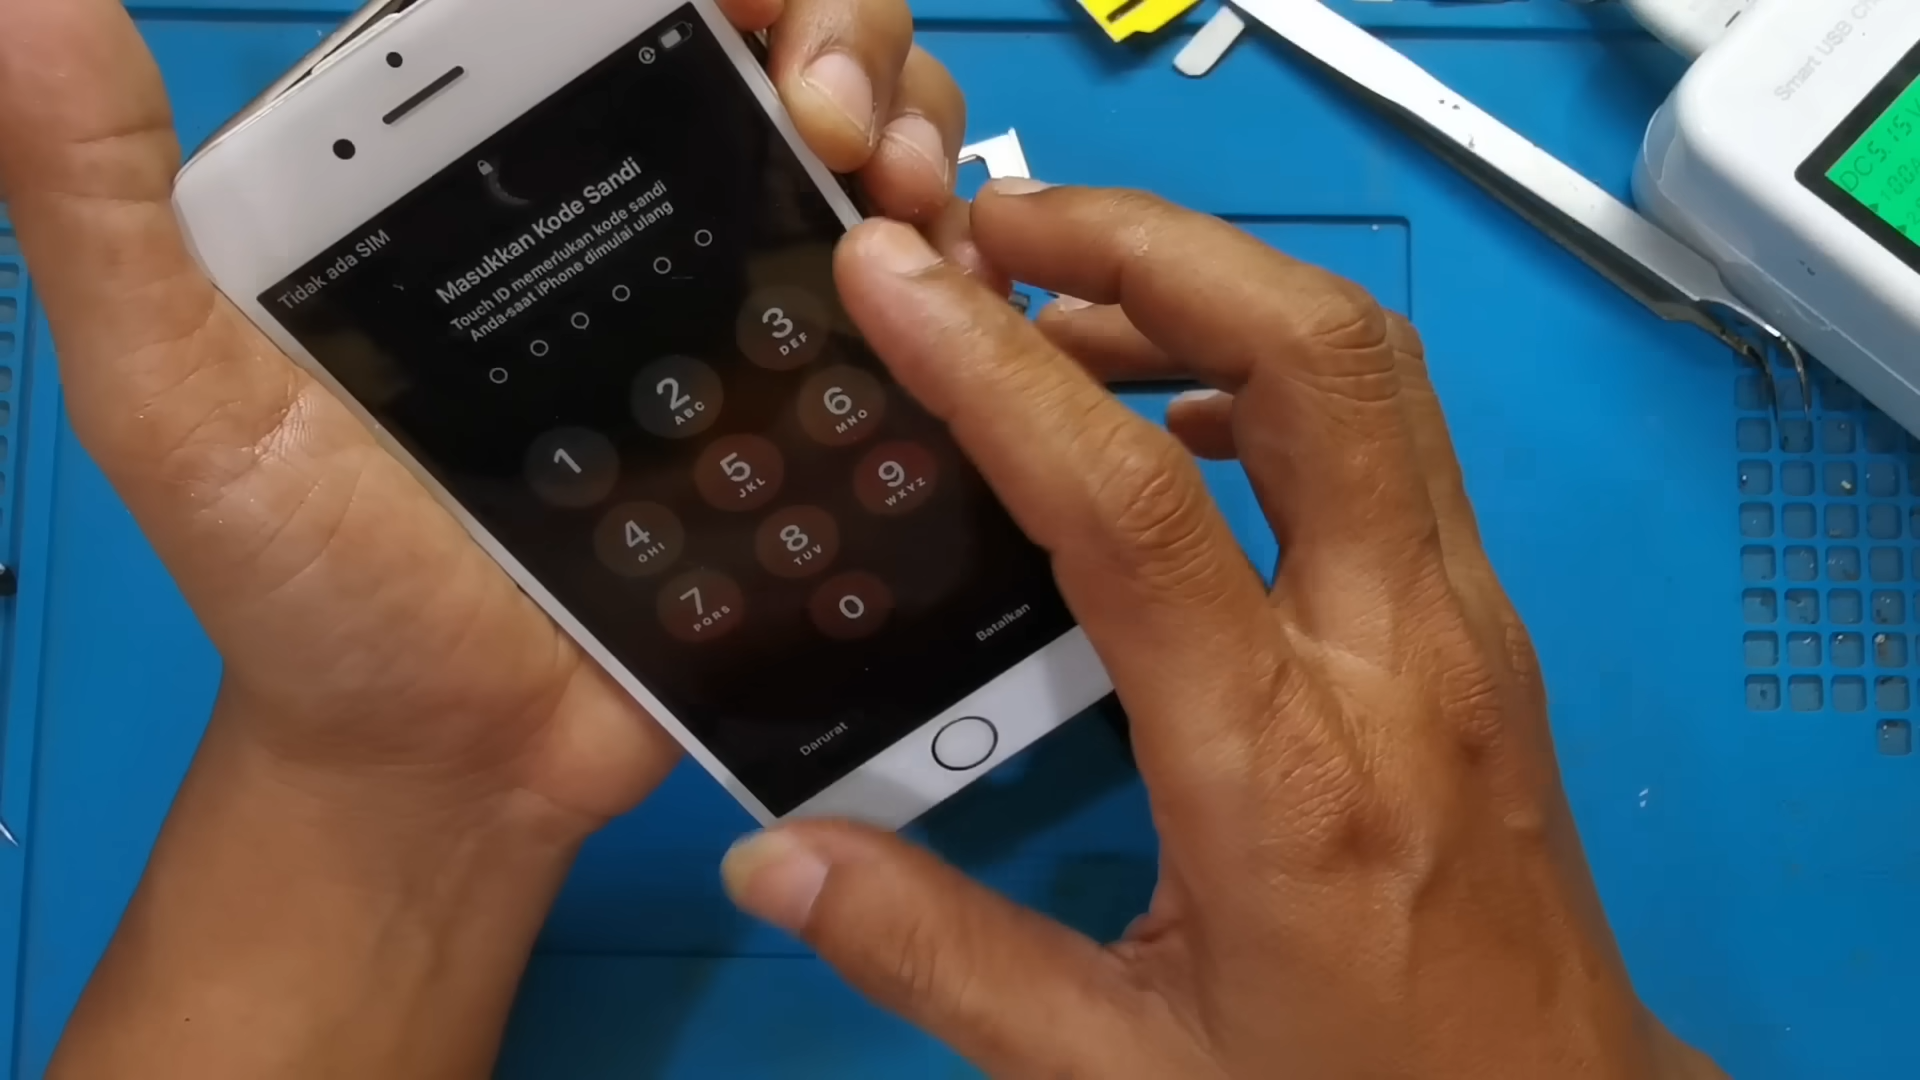 Tidak ada SIM
Masukkan Kode Sandi
Touch ID memerlukan kode sandi
Anda saat iPhone dimulai ulang
1
2
ABC
3
DEF
4
GHI
5
JKL
6
MNO
7
PQRS
8
TUV
9
WXYZ
0
Darurat
Batalkan
Smart USB
DC5.15V